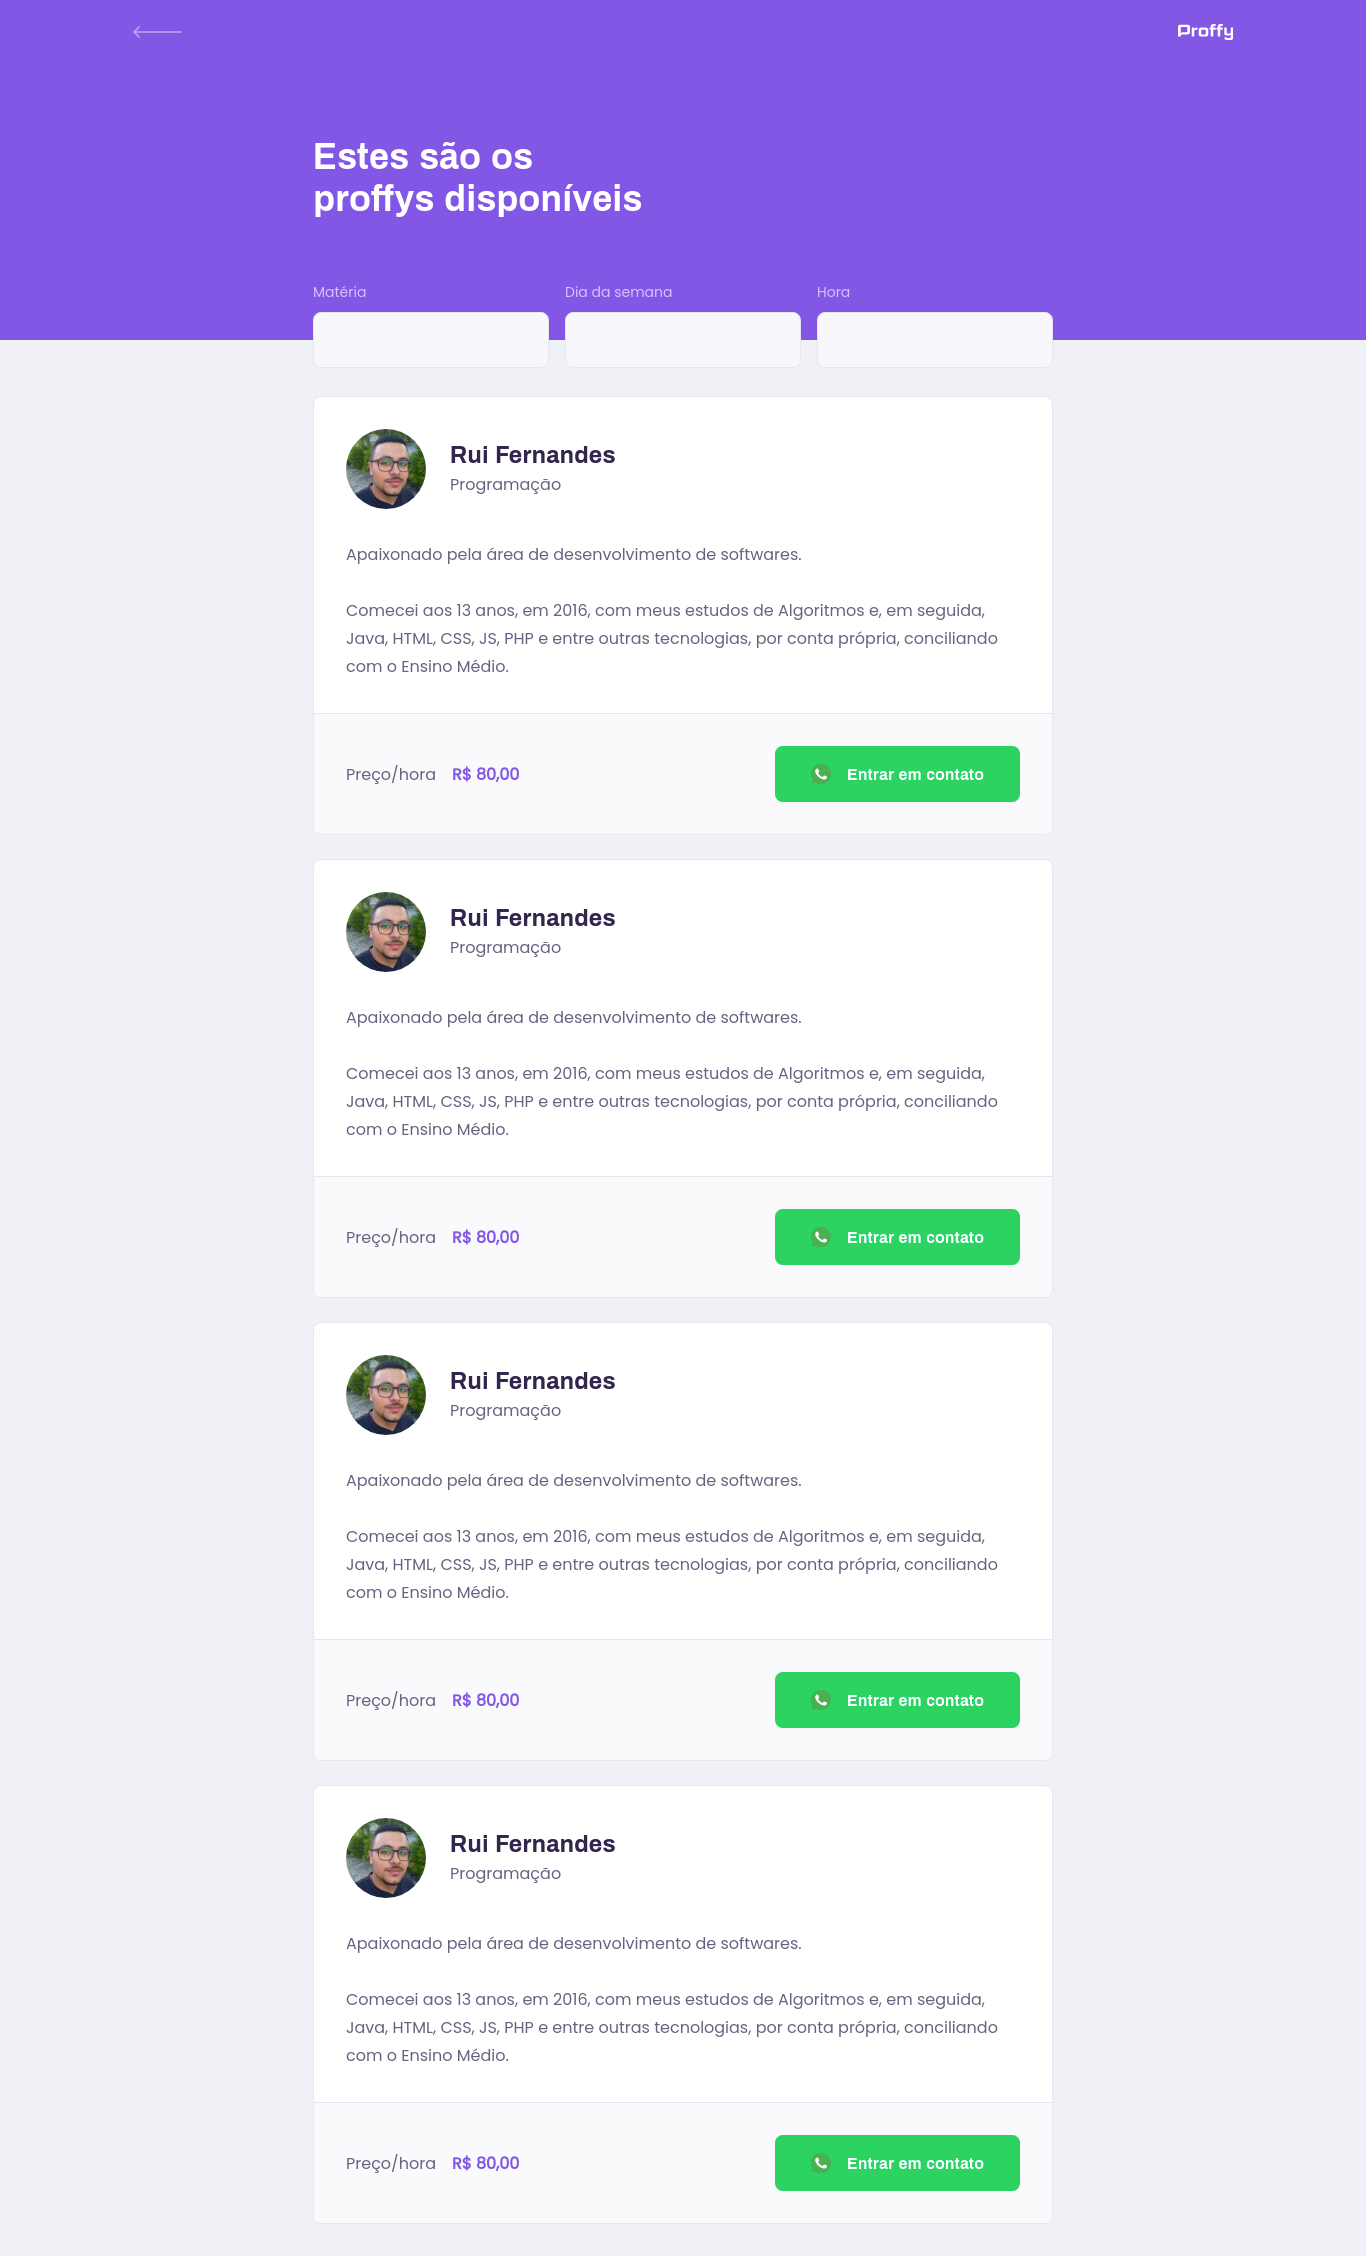 Proffy
Estes são os
proffys disponíveis
Matéria
Dia da semana
Hora
Rui Fernandes
Programação
Apaixonado pela área de desenvolvimento de softwares.
Comecei aos 13 anos, em 2016, com meus estudos de Algoritmos e, em seguida,
Java, HTML, CSS, JS, PHP e entre outras tecnologias, por conta própria, conciliando
com o Ensino Médio.
Preço/hora R$ 80,00
Entrar em contato
Rui Fernandes
Programação
Apaixonado pela área de desenvolvimento de softwares.
Comecei aos 13 anos, em 2016, com meus estudos de Algoritmos e, em seguida,
Java, HTML, CSS, JS, PHP e entre outras tecnologias, por conta própria, conciliando
com o Ensino Médio.
Preço/hora R$ 80,00
Entrar em contato
Rui Fernandes
Programação
Apaixonado pela área de desenvolvimento de softwares.
Comecei aos 13 anos, em 2016, com meus estudos de Algoritmos e, em seguida,
Java, HTML, CSS, JS, PHP e entre outras tecnologias, por conta própria, conciliando
com o Ensino Médio.
Preço/hora R$ 80,00
Entrar em contato
Rui Fernandes
Programação
Apaixonado pela área de desenvolvimento de softwares.
Comecei aos 13 anos, em 2016, com meus estudos de Algoritmos e, em seguida,
Java, HTML, CSS, JS, PHP e entre outras tecnologias, por conta própria, conciliando
com o Ensino Médio.
Preço/hora R$ 80,00
Entrar em contato